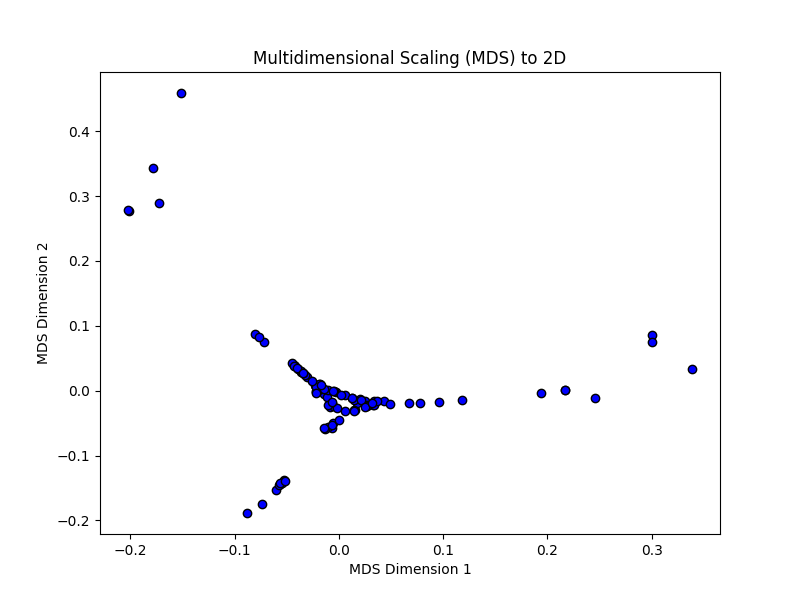 Multidimensional Scaling (MDS) to 2D
0.4
0.3
0.2
0.1
0.0
−0.1
−0.2
MDS Dimension 2
−0.2 −0.1 0.0 0.1 0.2 0.3
MDS Dimension 1